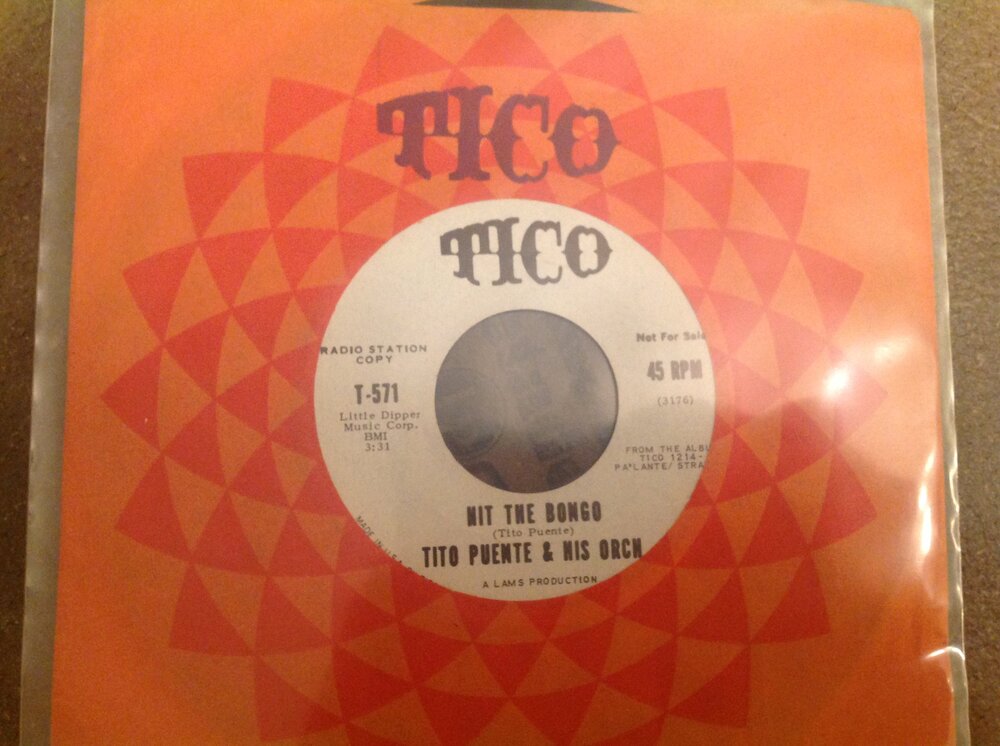 TICO
TICO
RADIO STATION
COPY
T-571
Little Dipper
Music Corp.
BMI
3:31
Not For Sale
45 RPM
(3176)
FROM THE ALBU
TICO 1214-
PA'LANTE/ STRA
HIT THE BONGO
(Tito Puente)
TITO PUENTE & HIS ORCH
A LAMS PRODUCTION
MADE IN U.S.A.